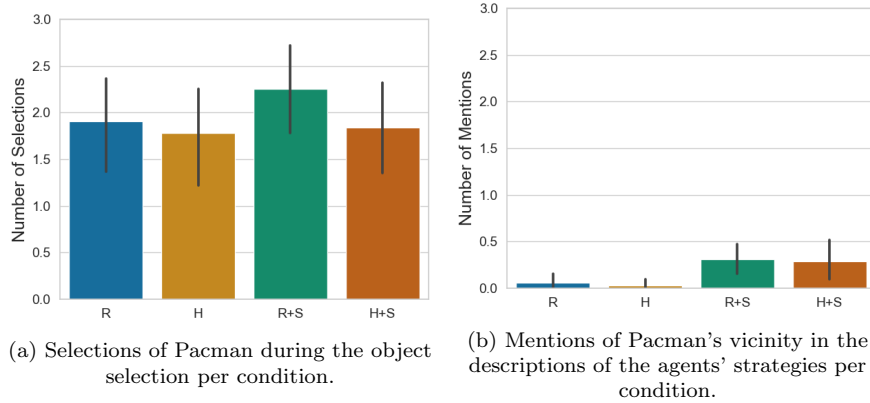 3.0
2.5
2.0
1.5
1.0
0.5
0.0
Number of Selections
R
H
R+S
H+S
(a) Selections of Pacman during the object
selection per condition.
3.0
2.5
2.0
1.5
1.0
0.5
0.0
Number of Mentions
R
H
R+S
H+S
(b) Mentions of Pacman's vicinity in the
descriptions of the agents' strategies per
condition.